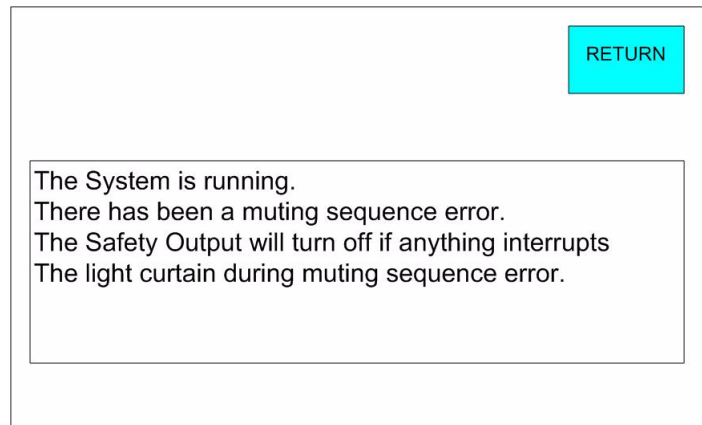 RETURN
The System is running.
There has been a muting sequence error.
The Safety Output will turn off if anything interrupts
The light curtain during muting sequence error.